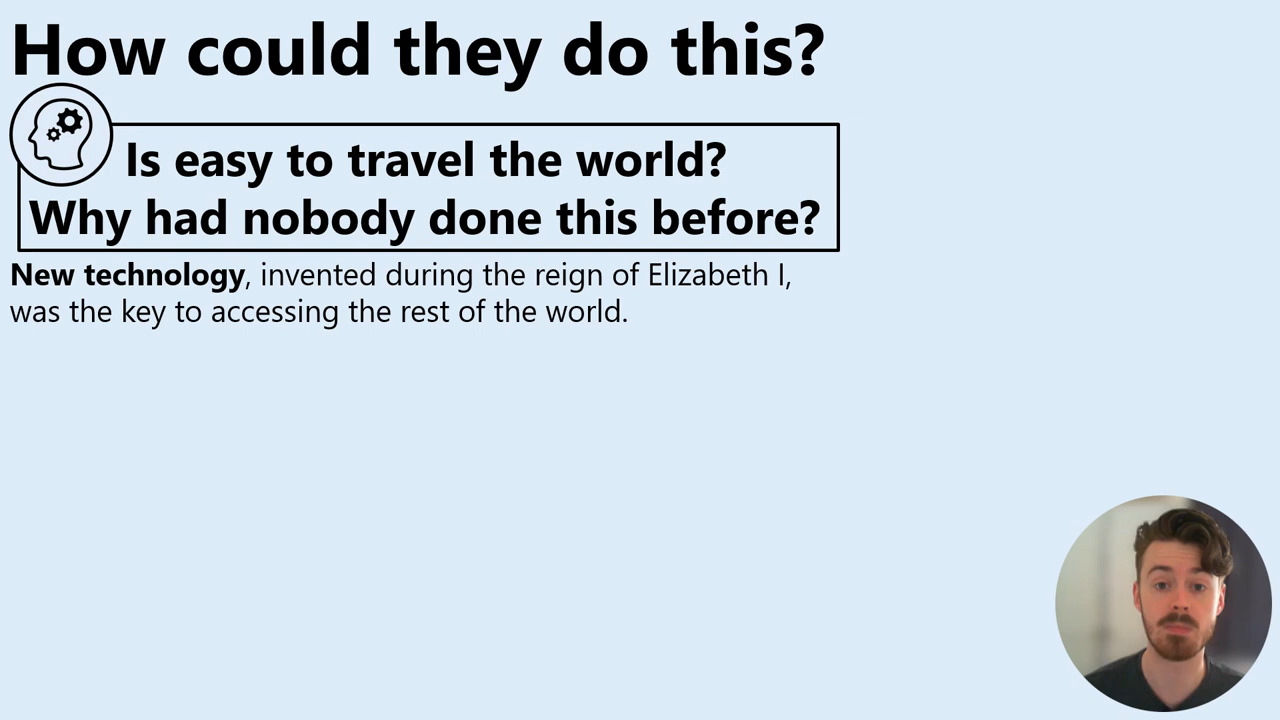 How could they do this?
Is easy to travel the world?
Why had nobody done this before?
New technology, invented during the reign of Elizabeth I,
was the key to accessing the rest of the world.